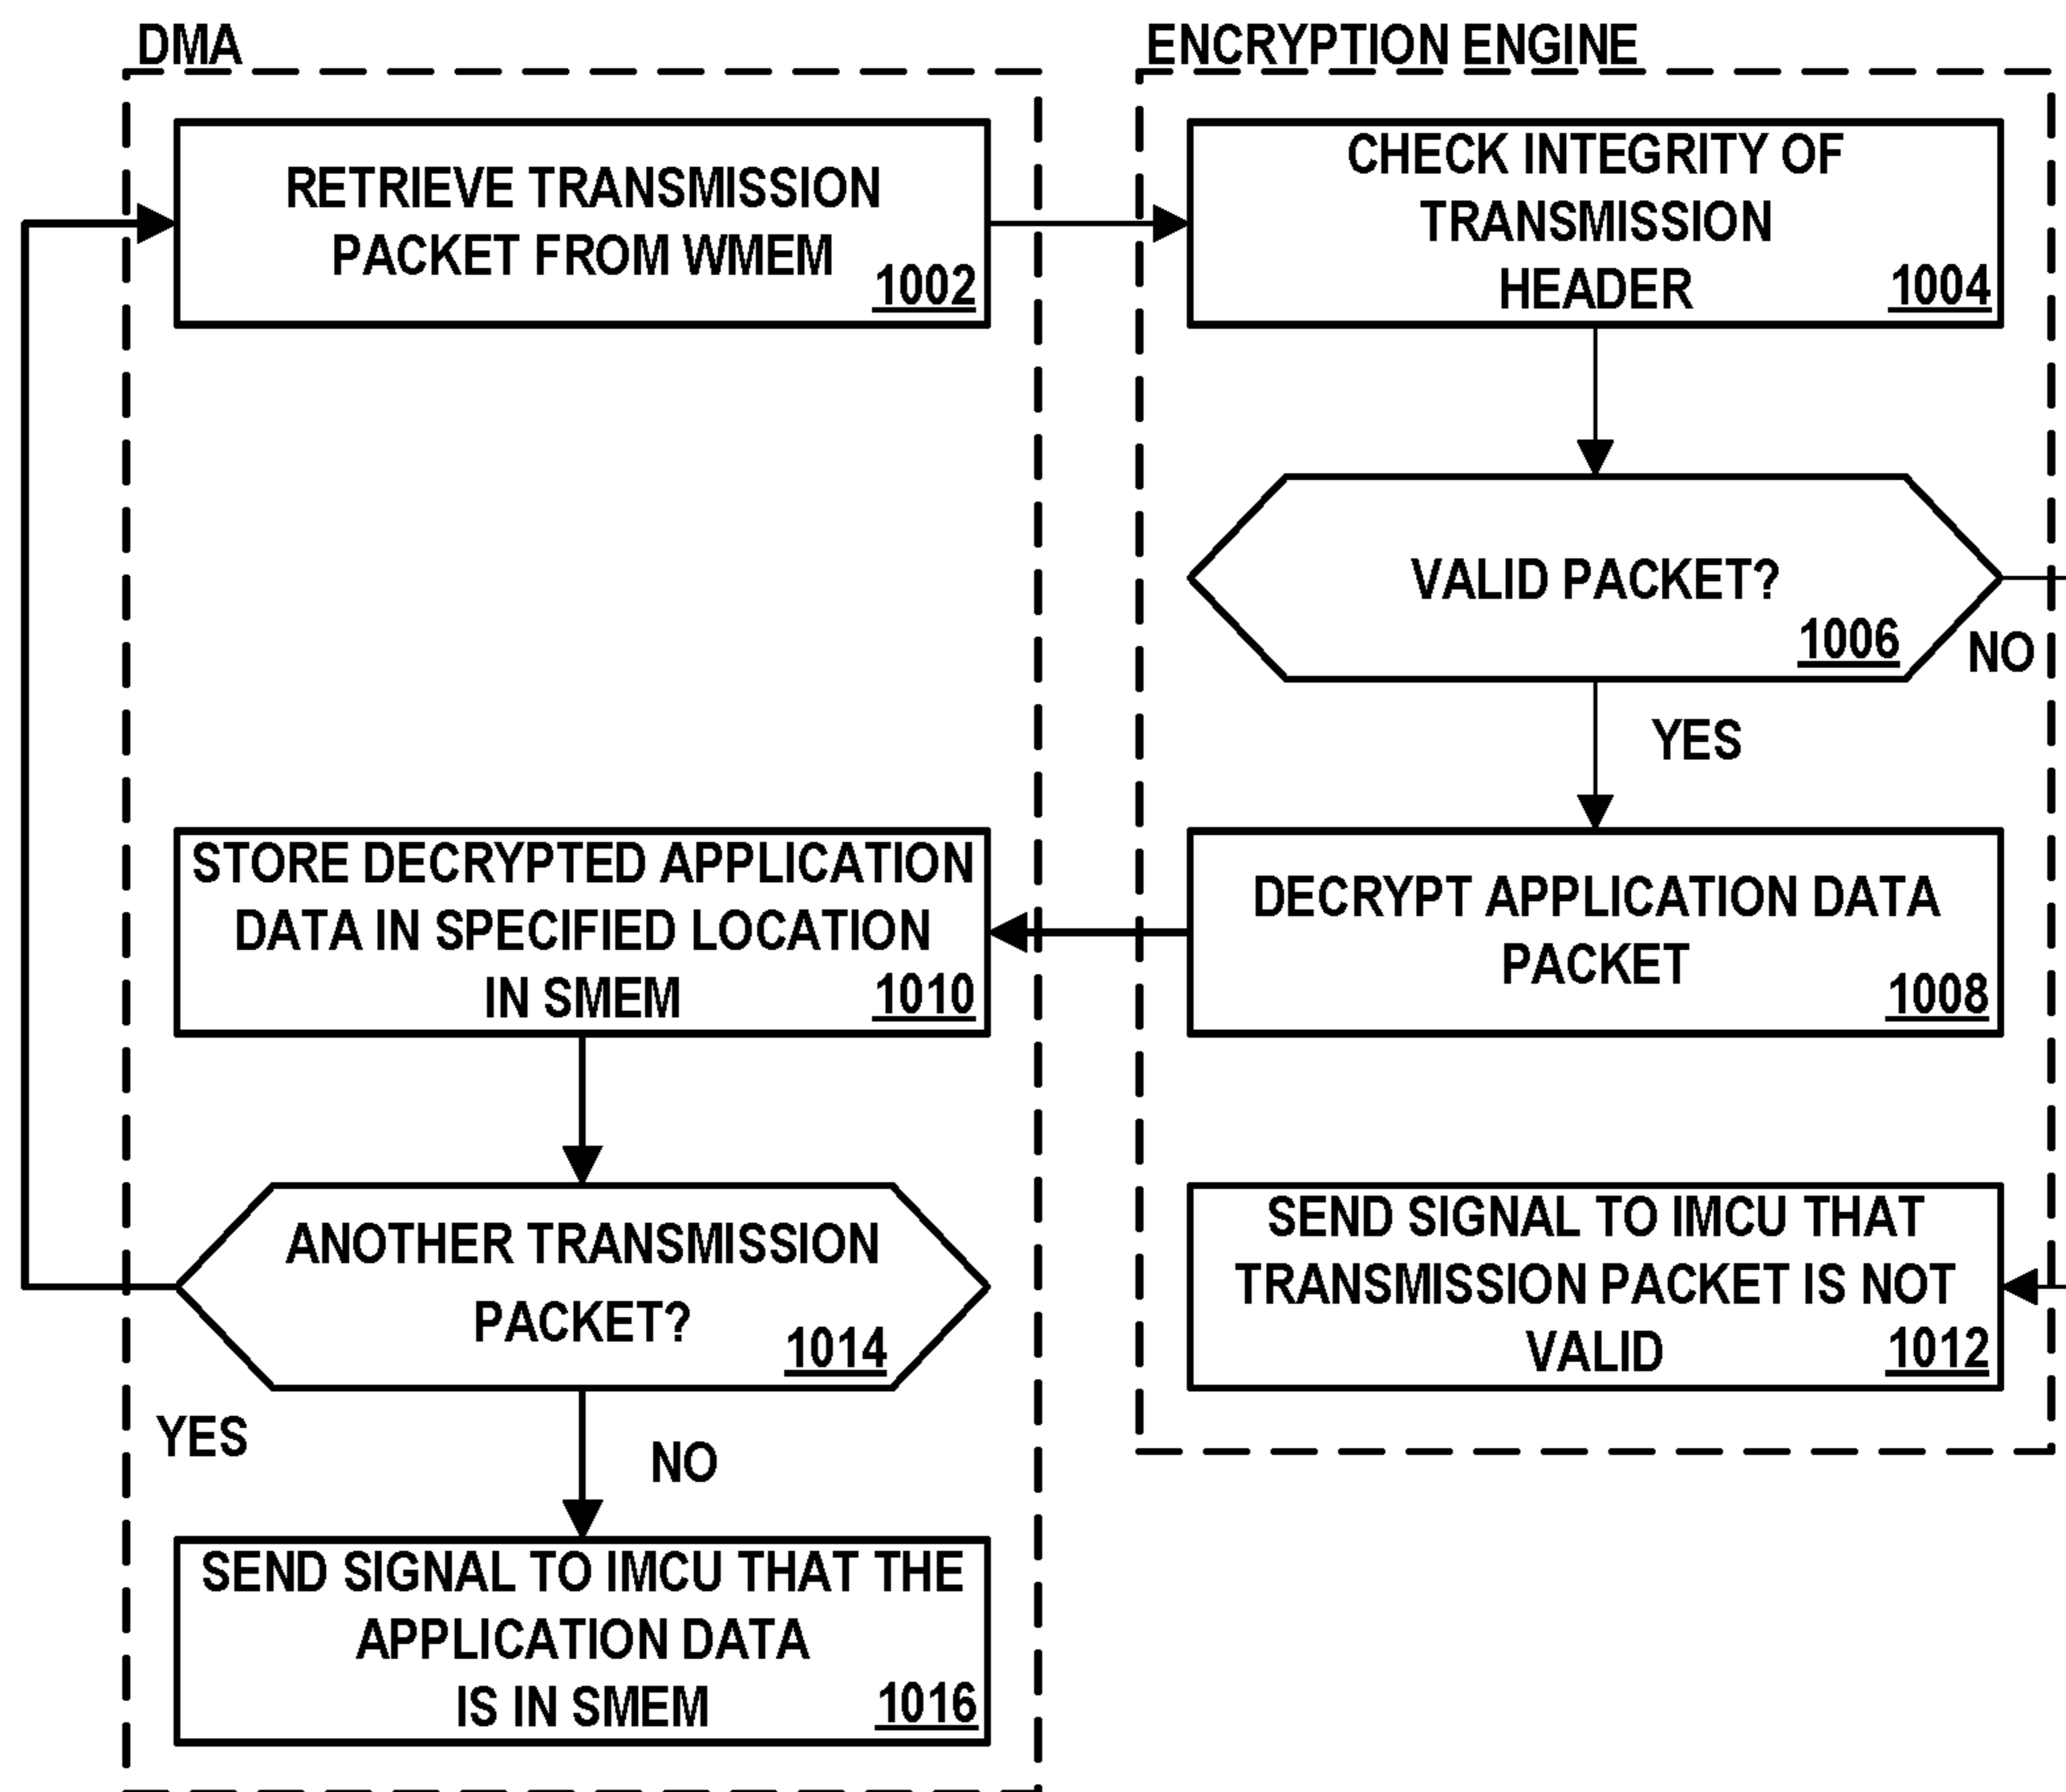 DMA
ENCRYPTION ENGINE
RETRIEVE TRANSMISSION
PACKET FROM WMEM
1002
CHECK INTEGRITY OF
TRANSMISSION
HEADER
1004
VALID PACKET?
1006
NO
YES
STORE DECRYPTED APPLICATION
DATA IN SPECIFIED LOCATION
IN SMEM
1010
DECRYPT APPLICATION DATA
PACKET
1008
ANOTHER TRANSMISSION
PACKET?
1014
SEND SIGNAL TO IMCU THAT
TRANSMISSION PACKET IS NOT
VALID
1012
YES
NO
SEND SIGNAL TO IMCU THAT THE
APPLICATION DATA
IS IN SMEM
1016